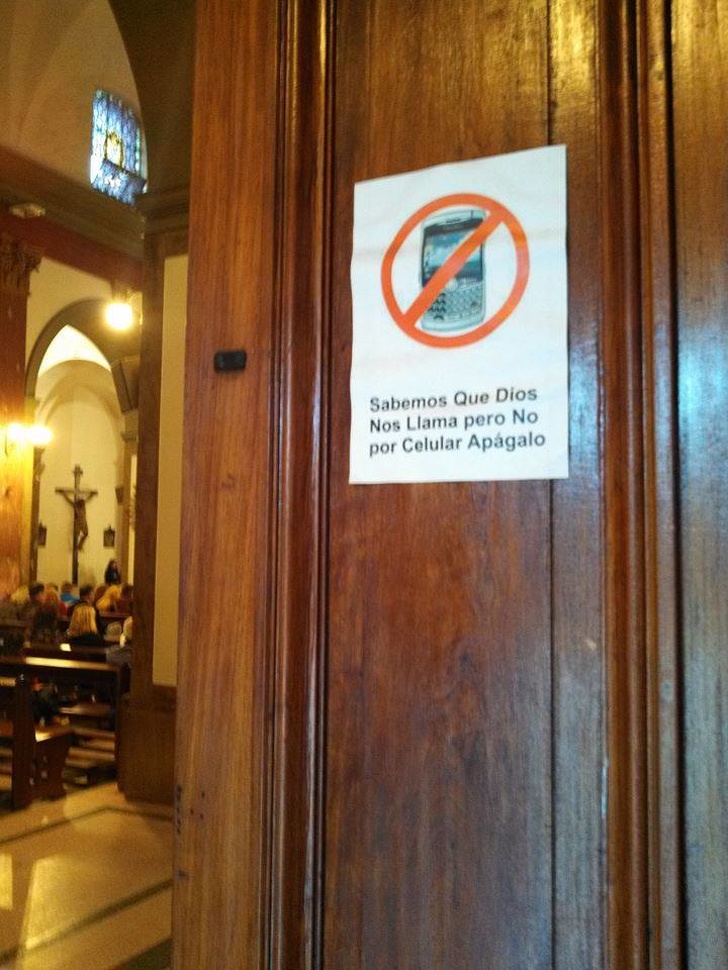 Sabemos Que Dios
Nos Llama pero No
por Celular Apágalo